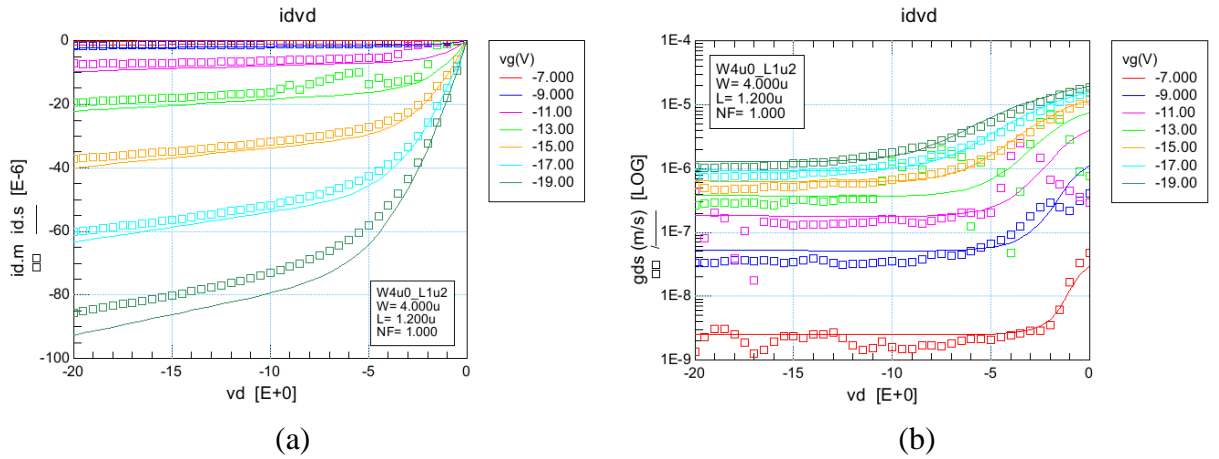 idvd
0
-20
-40
-60
-80
-100
id.m id.s [E-6]
-20
-15
-10
-5
0
vd [E+0]
W4u0_L1u2
W= 4.000u
L= 1.200u
NF= 1.000
vg(V)
-7.000
-9.000
-11.00
-13.00
-15.00
-17.00
-19.00
(a)
idvd
1E-4
1E-5
1E-6
1E-7
1E-8
1E-9
gds (m/s) [LOG]
-20
-15
-10
-5
0
vd [E+0]
W4u0_L1u2
W= 4.000u
L= 1.200u
NF= 1.000
vg(V)
-7.000
-9.000
-11.00
-13.00
-15.00
-17.00
-19.00
(b)